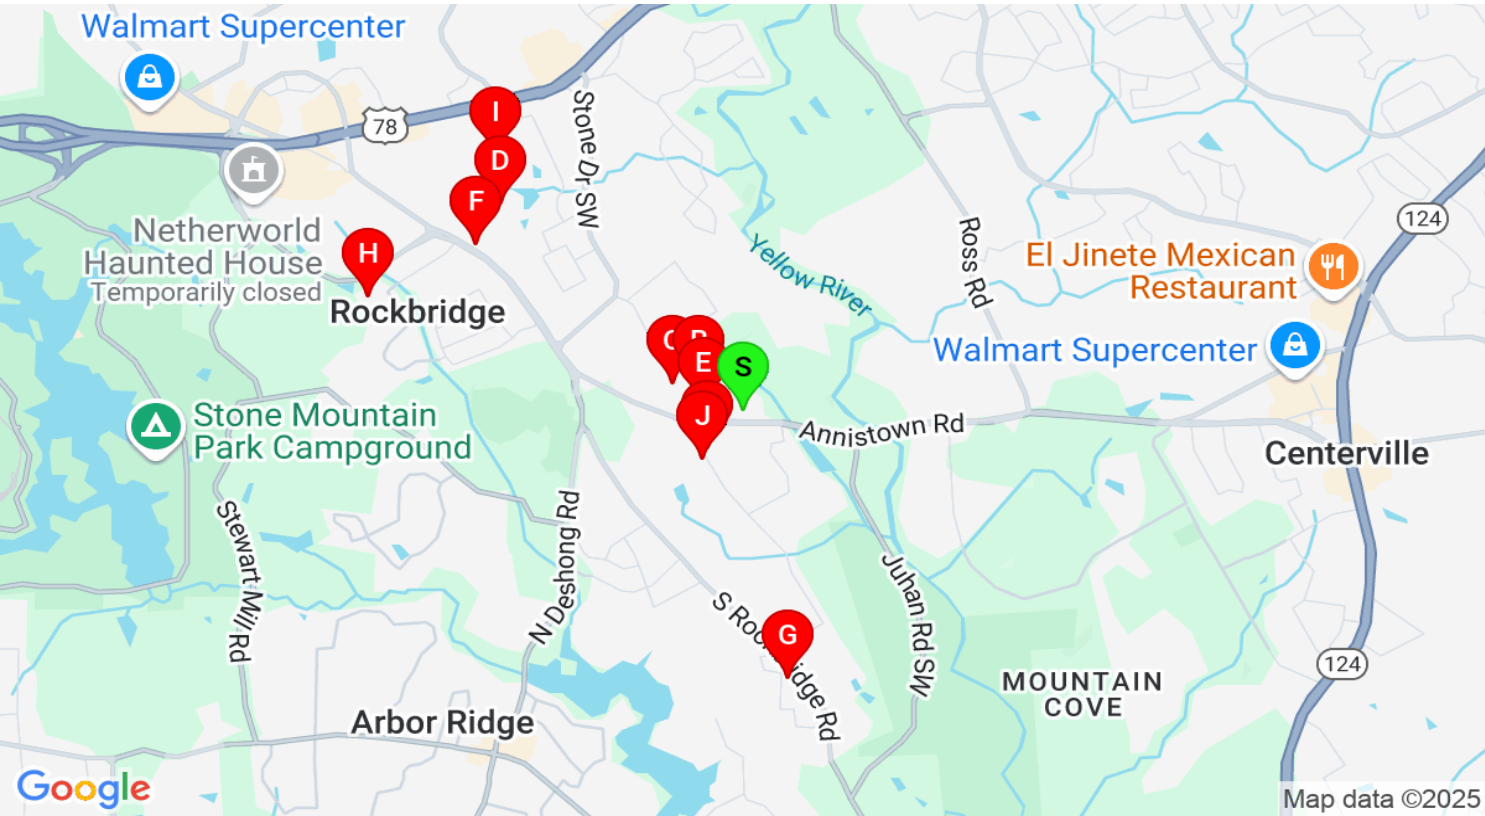 Walmart Supercenter
78
I
Stone Dr SW
D
F
Netherworld
Haunted House
Temporarily closed
H
Rockbridge
Yellow River
Ross Rd
124
El Jinete Mexican
Restaurant
Walmart Supercenter
E
S
J
Annistown Rd
Stone Mountain
Park Campground
Centerville
Stewart Mill Rd
N Deshong Rd
Juhan Rd SW
S Rockbridge Rd
G
124
MOUNTAIN
COVE
Arbor Ridge
Google
Map data ©2025